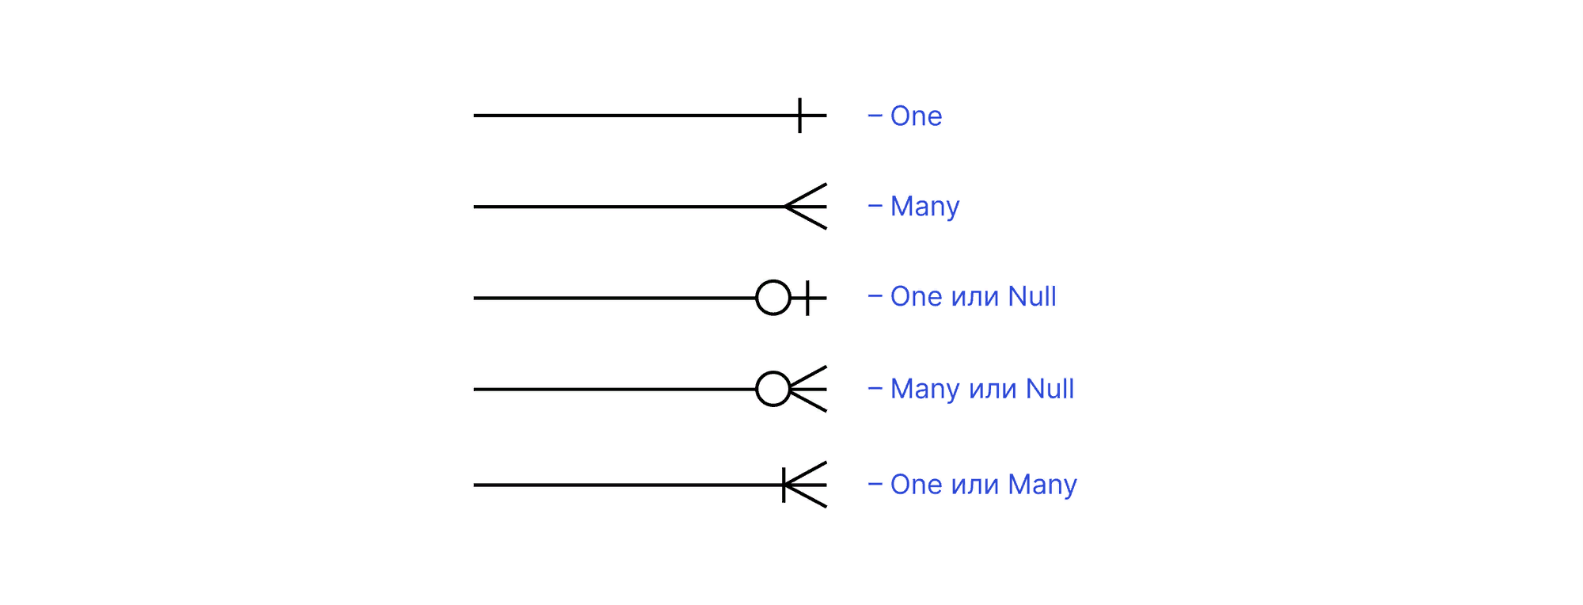 – One
– Many
– One или Null
– Many или Null
– One или Many